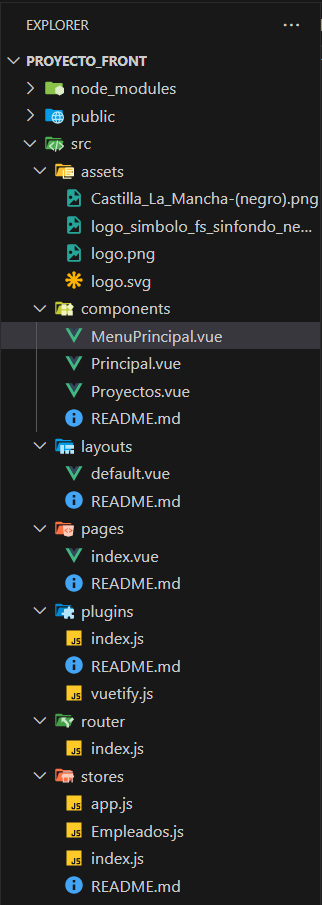 EXPLORER
PROYECTO_FRONT
node_modules
public
src
assets
Castilla_La_Mancha-(negro).png
logo_simbolo_fs_sinfondo_ne...
logo.png
logo.svg
components
MenuPrincipal.vue
Principal.vue
Proyectos.vue
README.md
layouts
default.vue
README.md
pages
index.vue
README.md
plugins
index.js
README.md
vuetify.js
router
index.js
stores
app.js
Empleados.js
index.js
README.md